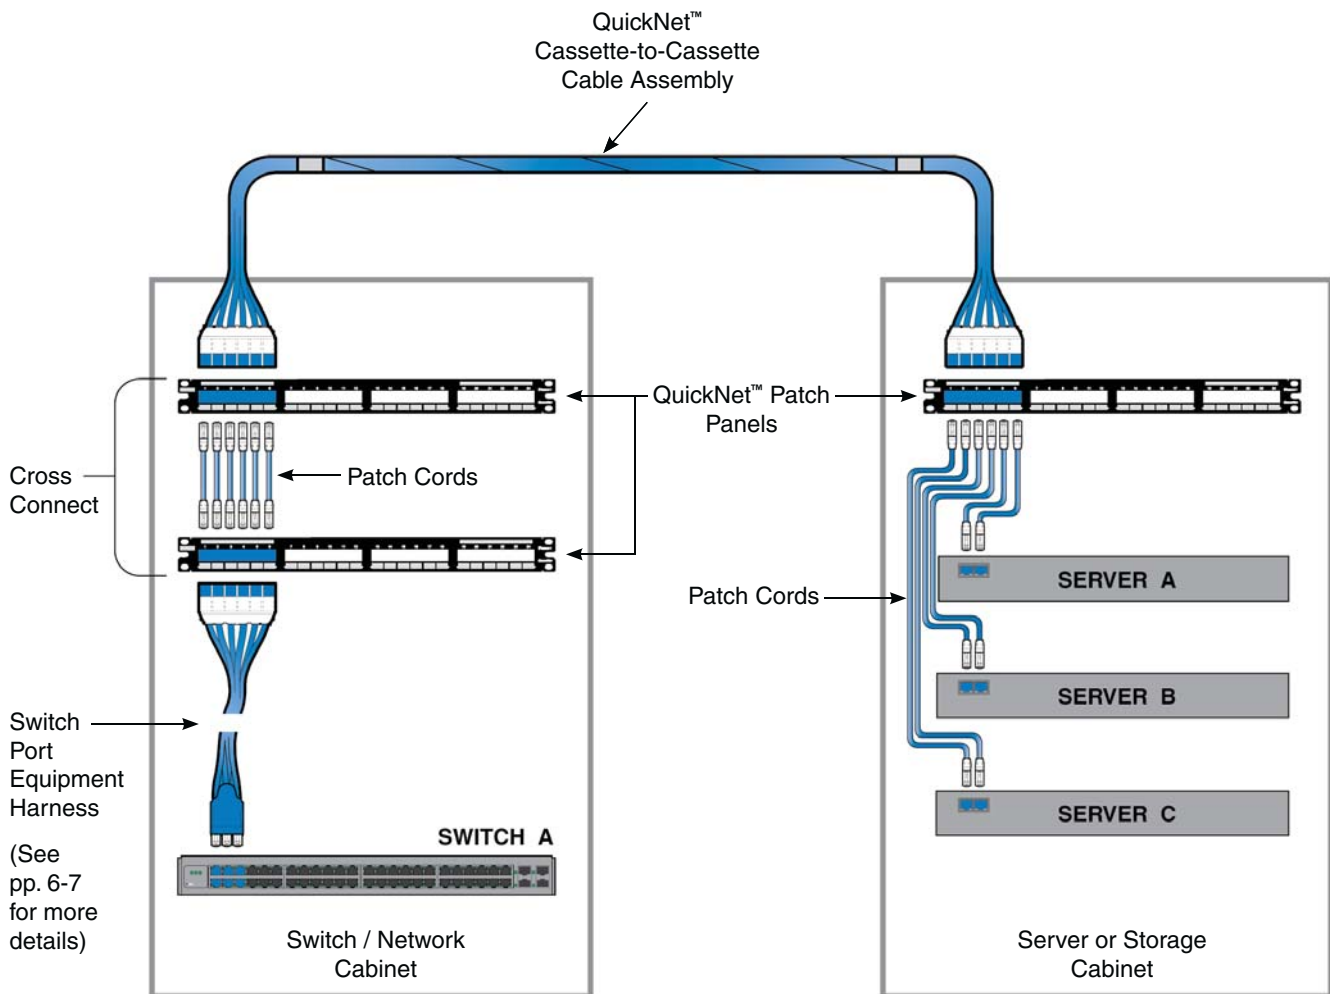 QuickNet™
Cassette-to-Cassette
Cable Assembly
QuickNet™ Patch
Panels
Cross
Connect
Patch Cords
Patch Cords
SERVER A
SERVER B
SERVER C
Switch
Port
Equipment
Harness
(See
pp. 6-7
for more
details)
SWITCH A
Switch / Network
Cabinet
Server or Storage
Cabinet